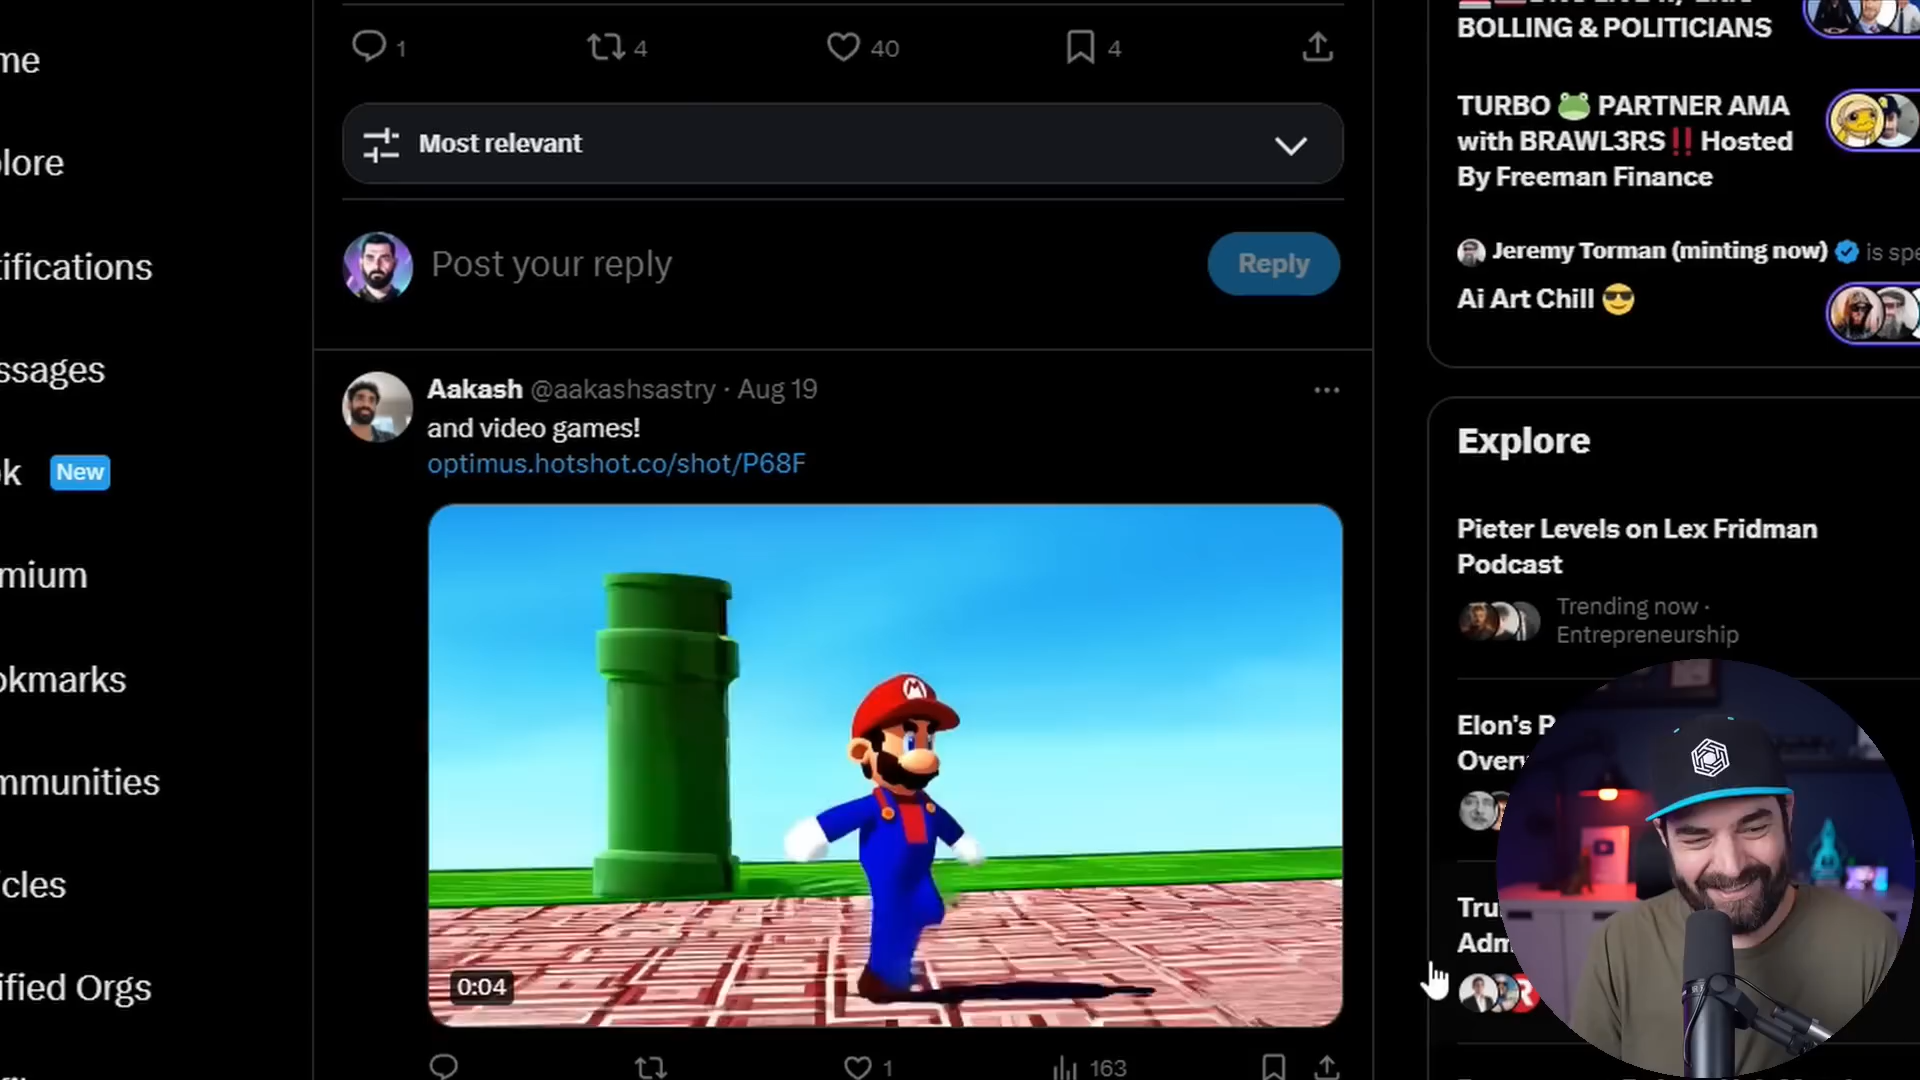 me
lore
ifications
ssages
k New
mium
okmarks
mmunities
icles
ified Orgs
1 4 40 4
Most relevant
Post your reply
Reply
Aakash @aakashsastry · Aug 19
and video games!
optimus.hotshot.co/shot/P68F
M
0:04
1 163
BOLLING & POLITICIANS
TURBO 🐸 PARTNER AMA
with BRAWL3RS‼️ Hosted
By Freeman Finance
Jeremy Torman (minting now) is spe
Ai Art Chill 😎
Explore
Pieter Levels on Lex Fridman
Podcast
Trending now ·
Entrepreneurship
Elon's P
Over
Tru
Adm